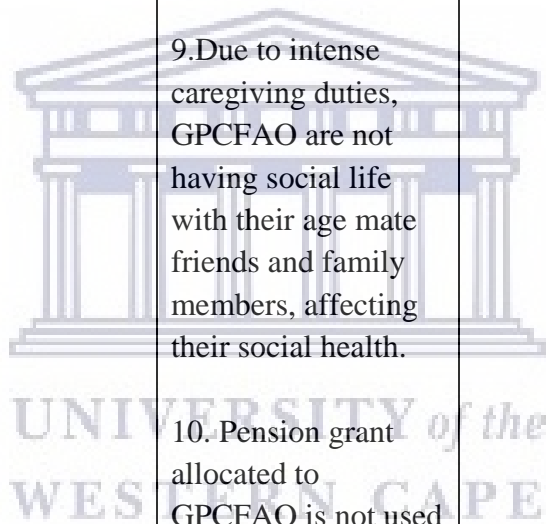 9.Due to intense
caregiving duties,
GPCFAO are not
having social life
with their age mate
friends and family
members, affecting
their social health.
10. Pension grant
allocated to
GPCFAO is not used
UNIVERSITY of the
WESTERN CAPE